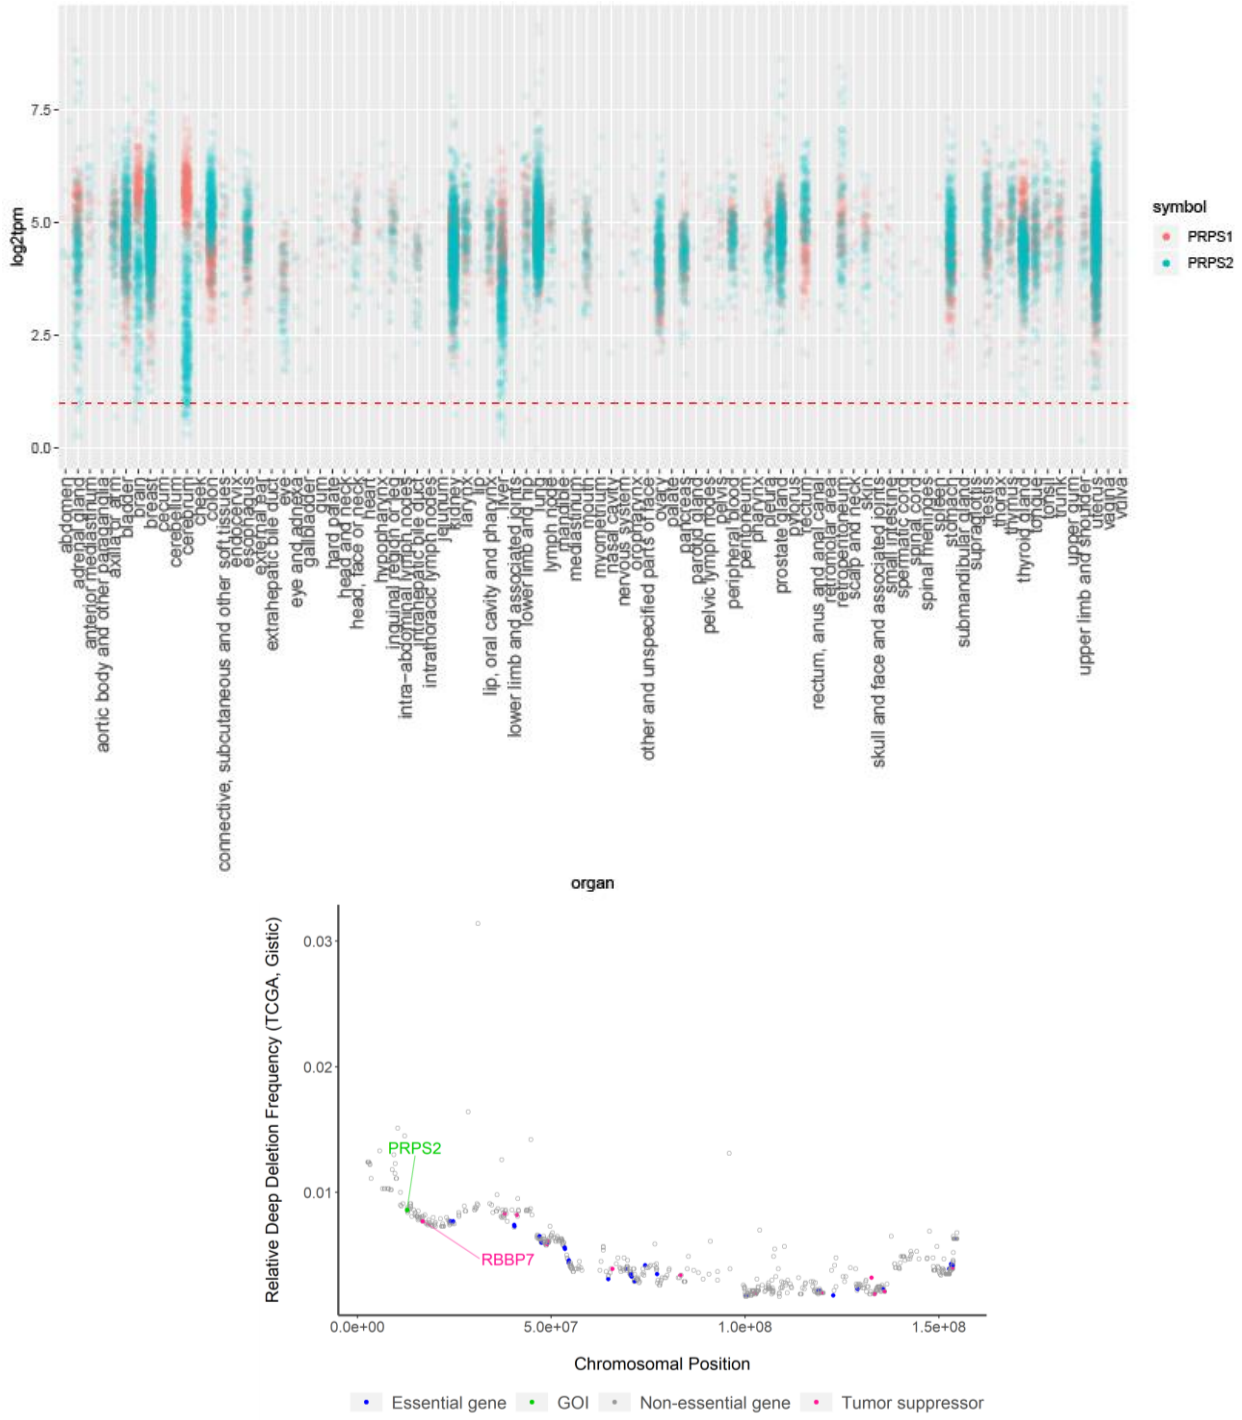 7.5
5.0
2.5
0.0
log2tpm
symbol
PRPS1
PRPS2
abdomen
adrenal gland
anterior mediastinum
aortic body and other paraganglia
axilla or arm
bladder
brain
breast
cecum
cerebellum
cerebrum
cheek
colon
connective, subcutaneous and other soft tissues
endocervix
esophagus
external ear
extrahepatic bile duct
eye
eye and adnexa
gallbladder
gum
hard palate
head and neck
head, face or neck
heart
hypopharynx
inguinal region nodes
intra-abdominal lymph nodes
intrahepatic bile duct
intrathoracic lymph nodes
jejunum
kidney
larynx
lip
lip, oral cavity and pharynx
liver
lower limb and associated joints
lower limb and hip
lung
lymph node
mandible
mediastinum
mouth
myometrium
nasal cavity
nervous system
oropharynx
other and unspecified parts of face
ovary
palate
pancreas
parotid gland
pelvic lymph nodes
pelvis
peripheral blood
peritoneum
pharynx
pleura
prostate gland
pylorus
rectum
rectum, anus and anal canal
retromolar area
retroperitoneum
scalp and neck
skin
skull and face and associated joints
small intestine
spermatic cord
spinal cord
spinal meninges
spleen
stomach
submandibular gland
supraglottis
testis
thorax
thymus
thyroid gland
tongue
tonsil
trunk
upper gum
upper limb and shoulder
uterus
vagina
vulva
organ
Relative Deep Deletion Frequency (TCGA, Gistic)
0.03
0.02
0.01
PRPS2
RBBP7
0.0e+00
5.0e+07
1.0e+08
1.5e+08
Chromosomal Position
Essential gene
GOI
Non-essential gene
Tumor suppressor